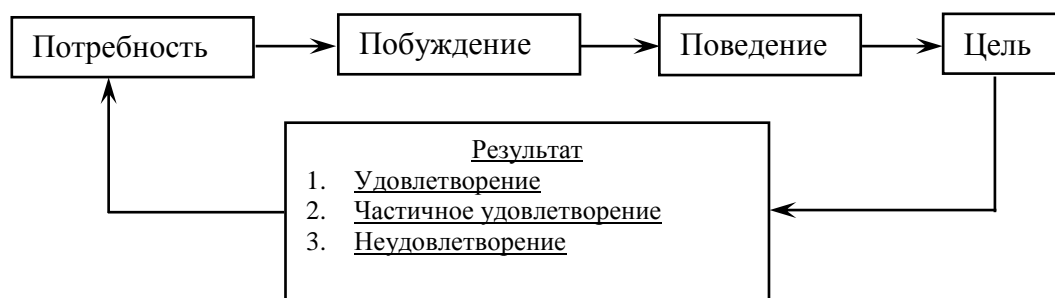 Потребность
Побуждение
Поведение
Цель
Результат
1. Удовлетворение
2. Частичное удовлетворение
3. Неудовлетворение